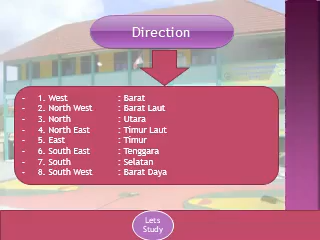 Direction
- 1. West : Barat
- 2. North West : Barat Laut
- 3. North : Utara
- 4. North East : Timur Laut
- 5. East : Timur
- 6. South East : Tenggara
- 7. South : Selatan
- 8. South West : Barat Daya
Lets
Study